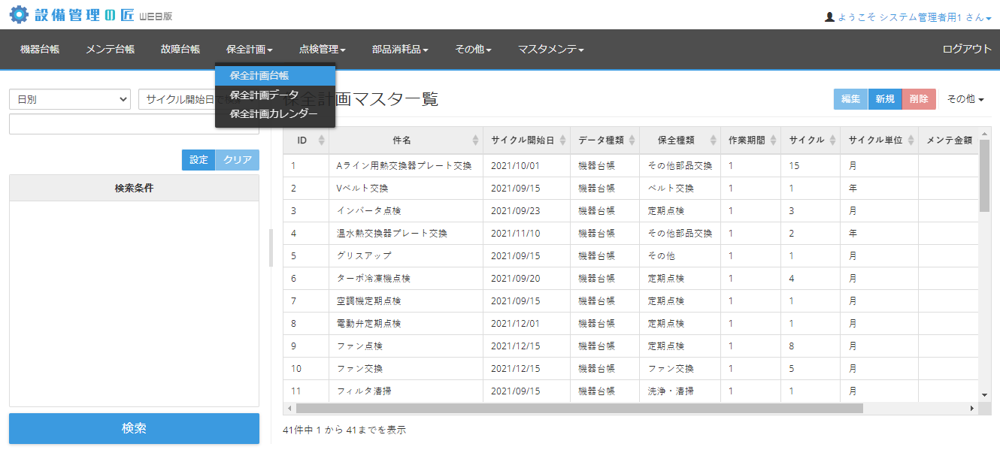 設備管理の匠 WEB版
ようこそ システム管理者用1 さん
機器台帳 メンテ台帳 故障台帳 保全計画 点検管理 部品消耗品 その他 マスタメンテ ログアウト
保全計画台帳
保全計画データ
保全計画カレンダー
日別 サイクル開始日
保全計画マスタ一覧
編集 新規 削除 その他
設定 クリア
検索条件
検索
ID 件名 サイクル開始日 データ種類 保全種類 作業期間 サイクル サイクル単位 メンテ金額
1 Aライン用熱交換器プレート交換 2021/10/01 機器台帳 その他部品交換 1 15 月
2 Vベルト交換 2021/09/15 機器台帳 ベルト交換 1 1 年
3 インバータ点検 2021/09/23 機器台帳 定期点検 1 3 月
4 温水熱交換器プレート交換 2021/11/10 機器台帳 その他部品交換 1 2 年
5 グリスアップ 2021/09/15 機器台帳 その他 1 1 月
6 ターボ冷凍機点検 2021/09/20 機器台帳 定期点検 1 4 月
7 空調機定期点検 2021/09/15 機器台帳 定期点検 1 1 月
8 電動弁定期点検 2021/12/01 機器台帳 定期点検 1 1 月
9 ファン点検 2021/12/15 機器台帳 定期点検 1 8 月
10 ファン交換 2021/12/15 機器台帳 ファン交換 1 5 月
11 フィルタ清掃 2021/09/15 機器台帳 洗浄・清掃 1 1 月
41件中 1 から 41までを表示